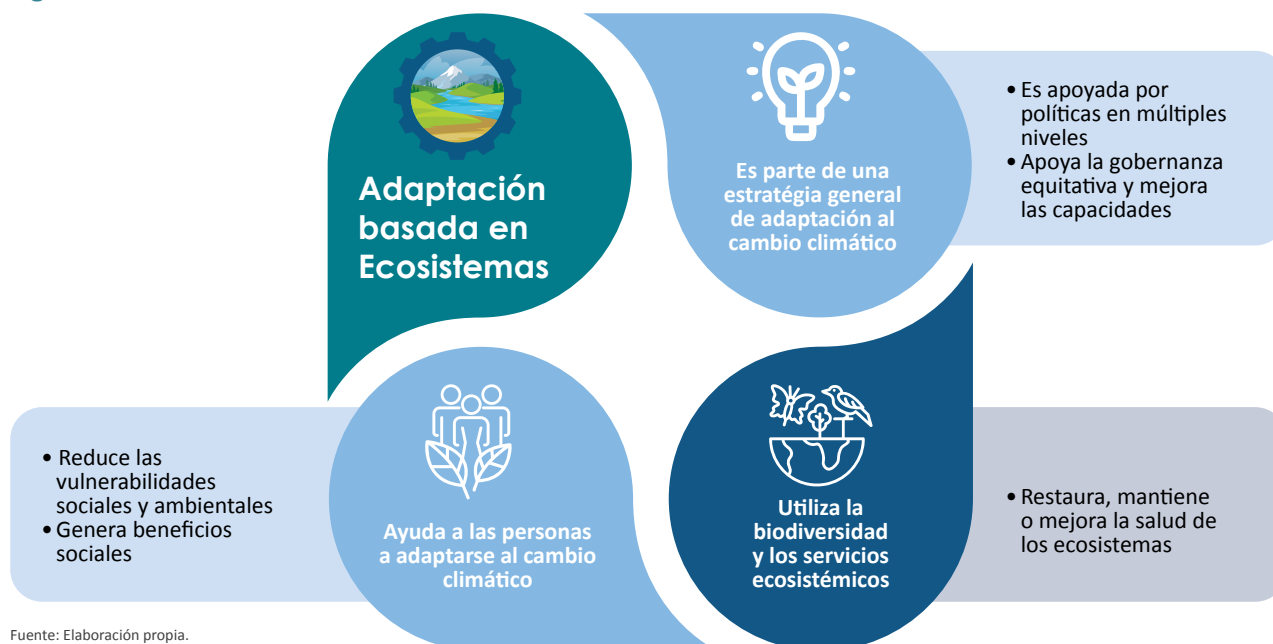 Adaptación
basada en
Ecosistemas
Es parte de una
estratégia general
de adaptación al
cambio climático
• Es apoyada por
políticas en múltiples
niveles
• Apoya la gobernanza
equitativa y mejora
las capacidades
• Reduce las
vulnerabilidades
sociales y ambientales
• Genera beneficios
sociales
Ayuda a las personas
a adaptarse al cambio
climático
Utiliza la
biodiversidad
y los servicios
ecosistémicos
• Restaura, mantiene
o mejora la salud de
los ecosistemas
Fuente: Elaboración propia.